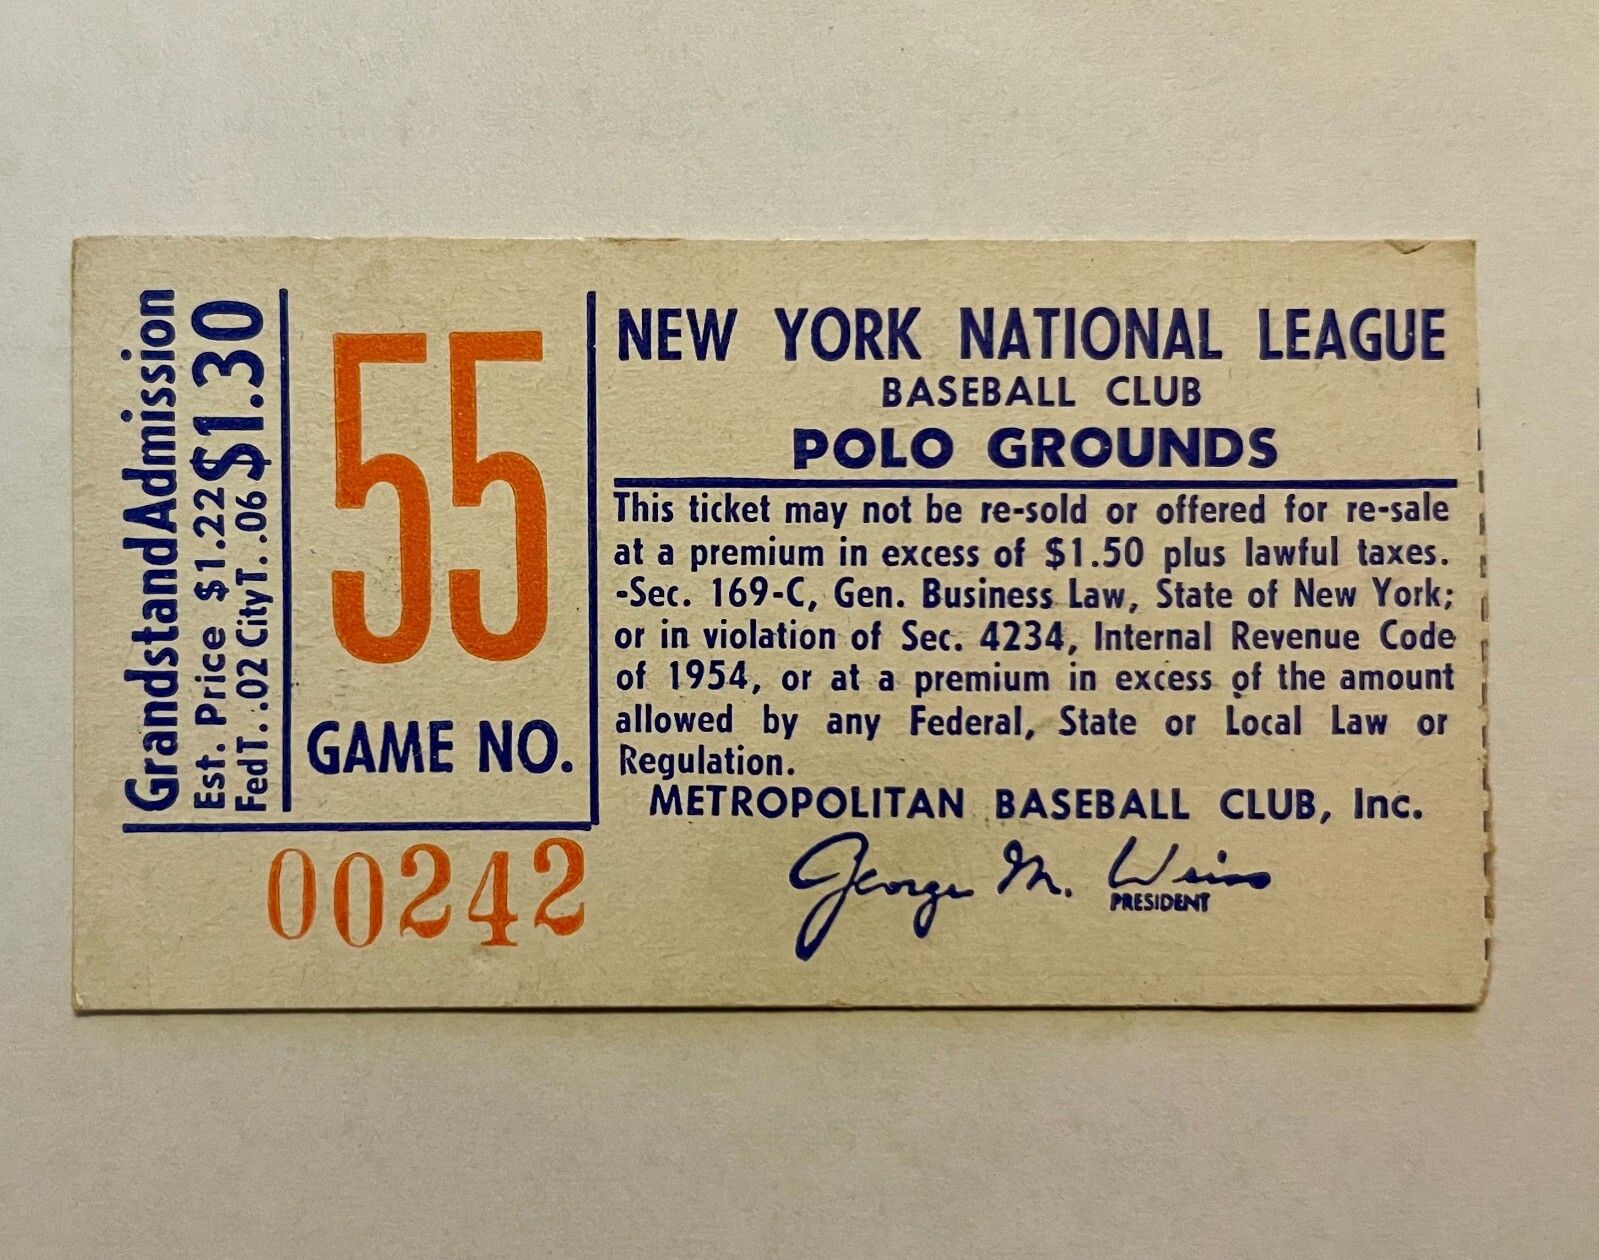 Grandstand Admission
Est. Price $1.22 $1.30
Fed T. .02 City T. .06
55
GAME NO.
00242
NEW YORK NATIONAL LEAGUE
BASEBALL CLUB
POLO GROUNDS
This ticket may not be re-sold or offered for re-sale
at a premium in excess of $1.50 plus lawful taxes.
-Sec. 169-C, Gen. Business Law, State of New York;
or in violation of Sec. 4234, Internal Revenue Code
of 1954, or at a premium in excess of the amount
allowed by any Federal, State or Local Law or
Regulation.
METROPOLITAN BASEBALL CLUB, Inc.
George M. Weiss
PRESIDENT